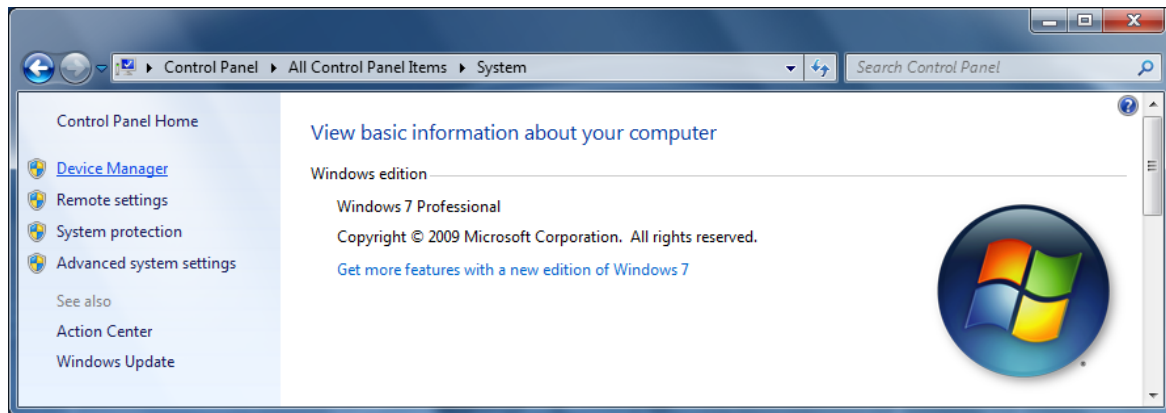 Control Panel ▸ All Control Panel Items ▸ System
Search Control Panel
Control Panel Home
Device Manager
Remote settings
System protection
Advanced system settings
See also
Action Center
Windows Update
View basic information about your computer
Windows edition
Windows 7 Professional
Copyright © 2009 Microsoft Corporation. All rights reserved.
Get more features with a new edition of Windows 7